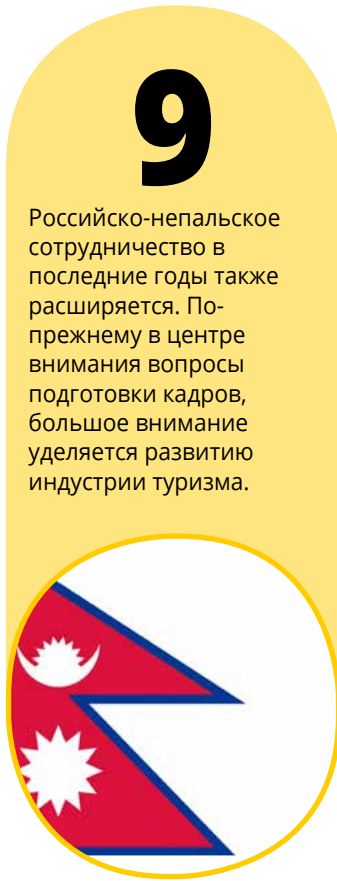 9
Российско-непальское
сотрудничество в
последние годы также
расширяется. По-
прежнему в центре
внимания вопросы
подготовки кадров,
большое внимание
уделяется развитию
индустрии туризма.